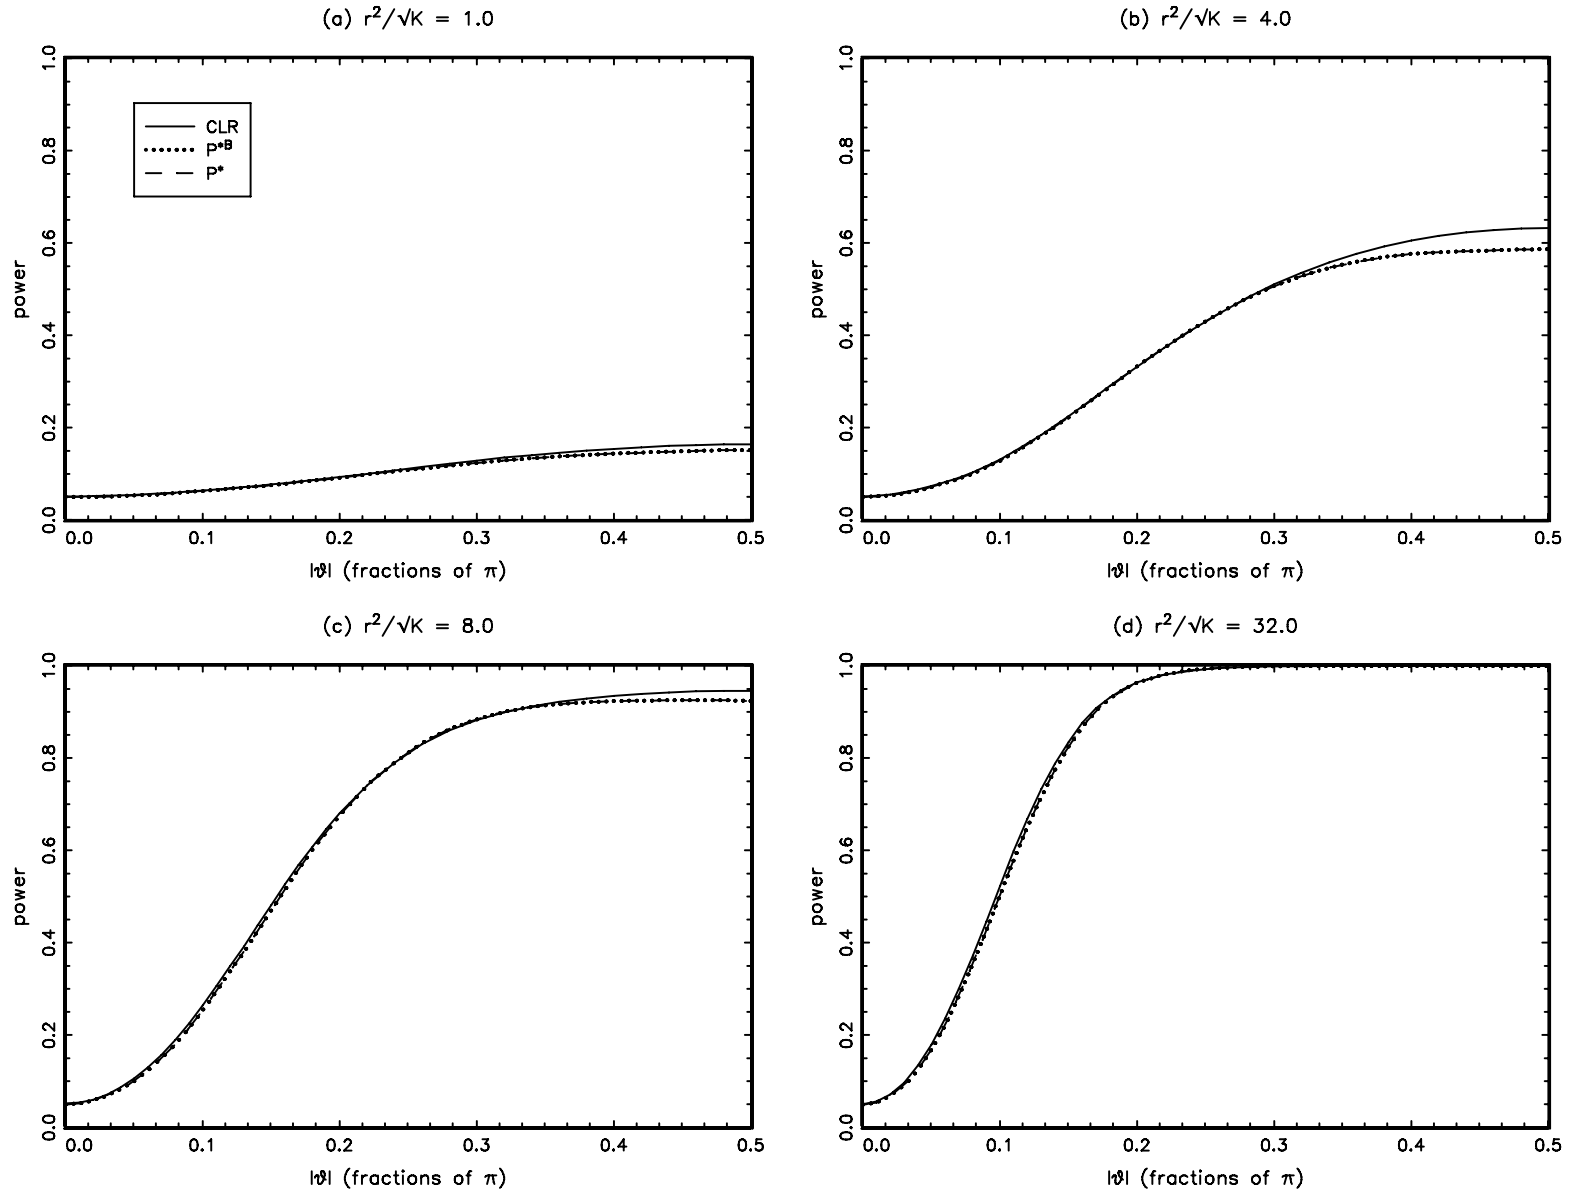 (a) r²/√K = 1.0
power
0.0 0.2 0.4 0.6 0.8 1.0
CLR
P*ᴮ
P*
0.0 0.1 0.2 0.3 0.4 0.5
|ϑ| (fractions of π)
(b) r²/√K = 4.0
power
0.0 0.2 0.4 0.6 0.8 1.0
0.0 0.1 0.2 0.3 0.4 0.5
|ϑ| (fractions of π)
(c) r²/√K = 8.0
power
0.0 0.2 0.4 0.6 0.8 1.0
0.0 0.1 0.2 0.3 0.4 0.5
|ϑ| (fractions of π)
(d) r²/√K = 32.0
power
0.0 0.2 0.4 0.6 0.8 1.0
0.0 0.1 0.2 0.3 0.4 0.5
|ϑ| (fractions of π)